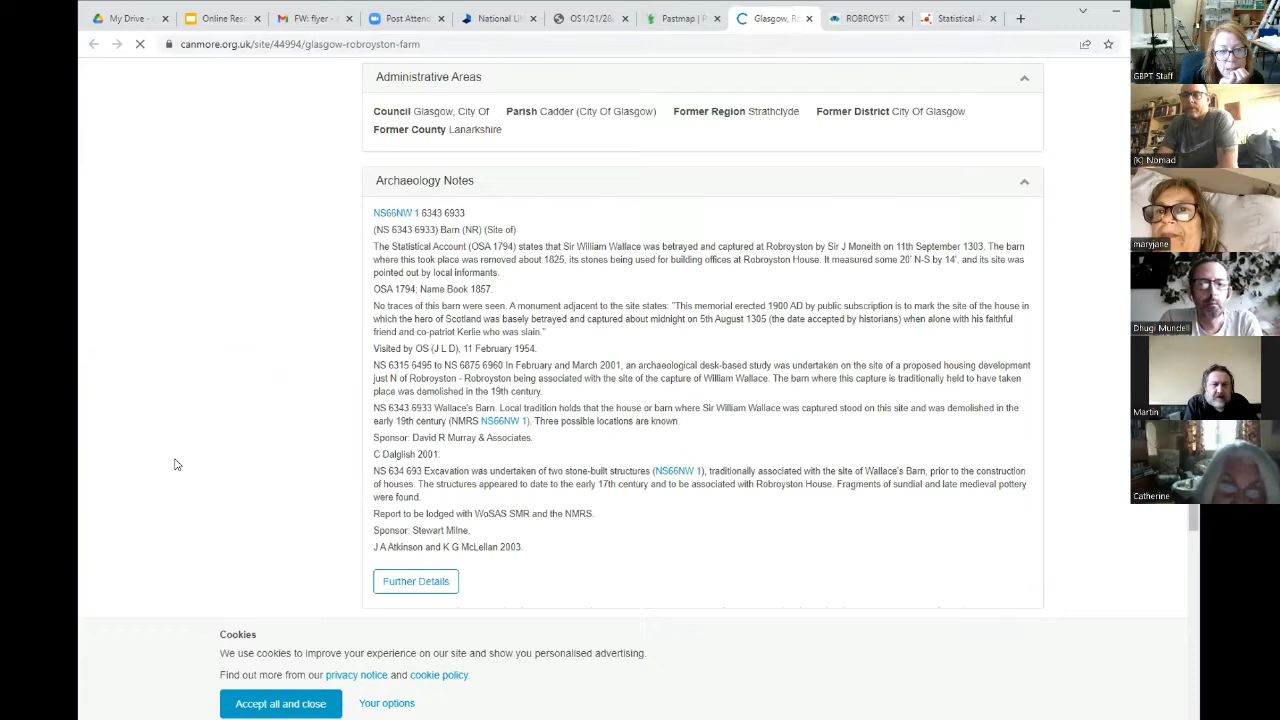 My Drive -
Online Res
FW: flyer -
Post Attend
National Li
OS1/21/28,
Pastmap | P
Glasgow, R
ROBROYST
Statistical A
canmore.org.uk/site/44994/glasgow-robroyston-farm
Administrative Areas
Council Glasgow, City Of Parish Cadder (City Of Glasgow) Former Region Strathclyde Former District City Of Glasgow
Former County Lanarkshire
Archaeology Notes
NS66NW 1 6343 6933
(NS 6343 6933) Barn (NR) (Site of)
The Statistical Account (OSA 1794) states that Sir William Wallace was betrayed and captured at Robroyston by Sir J Moneith on 11th September 1303. The barn
where this took place was removed about 1825, its stones being used for building offices at Robroyston House. It measured some 20' N-S by 14', and its site was
pointed out by local informants.
OSA 1794; Name Book 1857.
No traces of this barn were seen. A monument adjacent to the site states: "This memorial erected 1900 AD by public subscription is to mark the site of the house in
which the hero of Scotland was basely betrayed and captured about midnight on 5th August 1305 (the date accepted by historians) when alone with his faithful
friend and co-patriot Kerlie who was slain."
Visited by OS (J L D), 11 February 1954.
NS 6315 6495 to NS 6875 6960 In February and March 2001, an archaeological desk-based study was undertaken on the site of a proposed housing development
just N of Robroyston - Robroyston being associated with the site of the capture of William Wallace. The barn where this capture is traditionally held to have taken
place was demolished in the 19th century.
NS 6343 6933 Wallace's Barn. Local tradition holds that the house or barn where Sir William Wallace was captured stood on this site and was demolished in the
early 19th century (NMRS NS66NW 1). Three possible locations are known.
Sponsor: David R Murray & Associates.
C Dalglish 2001.
NS 634 693 Excavation was undertaken of two stone-built structures (NS66NW 1), traditionally associated with the site of Wallace's Barn, prior to the construction
of houses. The structures appeared to date to the early 17th century and to be associated with Robroyston House. Fragments of sundial and late medieval pottery
were found.
Report to be lodged with WoSAS SMR and the NMRS.
Sponsor: Stewart Milne.
J A Atkinson and K G McLellan 2003.
Further Details
Cookies
We use cookies to improve your experience on our site and show you personalised advertising.
Find out more from our privacy notice and cookie policy.
Accept all and close
Your options
GBPT Staff
(K) Nomad
maryjane
Dhugi Mundell
Martin
Catherine